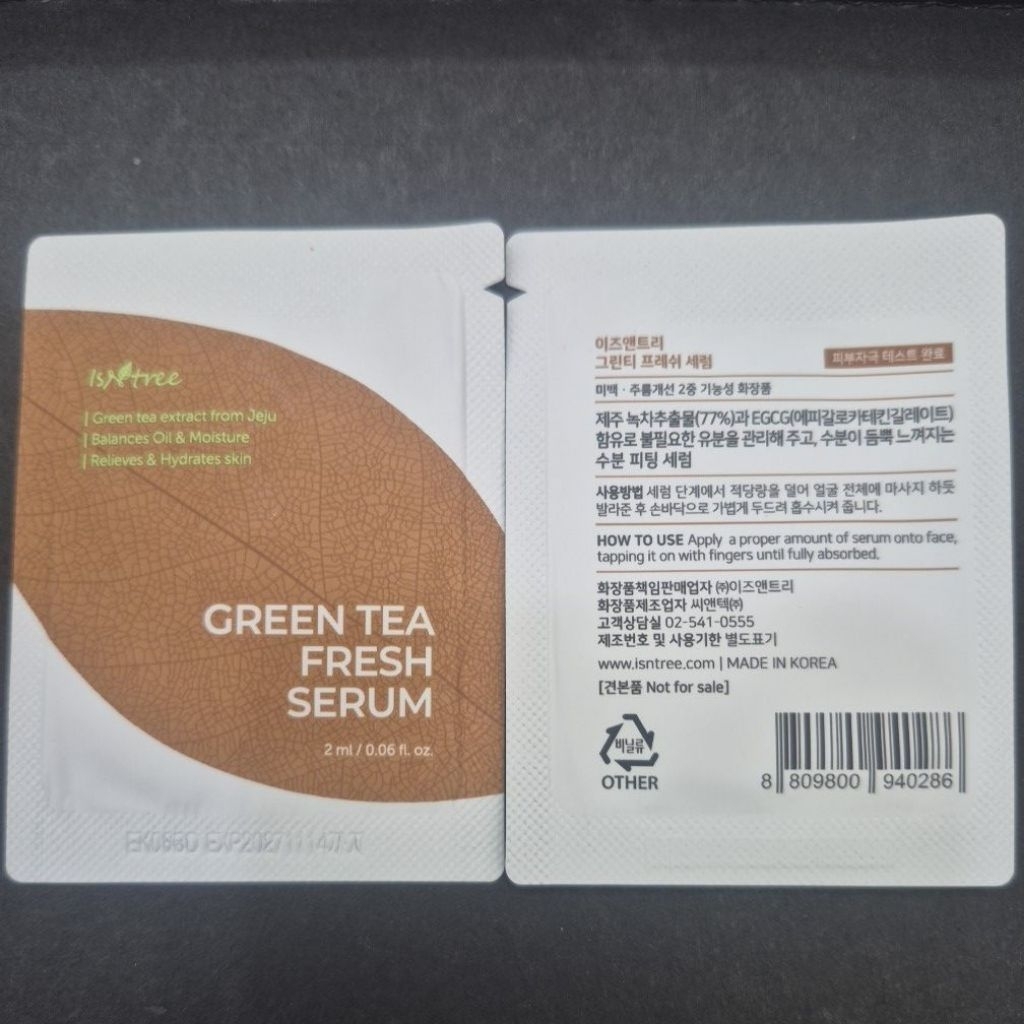 IsNtree
| Green tea extract from Jeju
| Balances Oil & Moisture
| Relieves & Hydrates skin
GREEN TEA
FRESH
SERUM
2 ml / 0.06 fl. oz.
이즈앤트리
그린티 프레쉬 세럼
피부자극 테스트 완료
미백 · 주름개선 2중 기능성 화장품
제주 녹차추출물(77%)과 EGCG(에피갈로카테킨갈레이트)
함유로 불필요한 유분을 관리해 주고, 수분이 듬뿍 느껴지는
수분 피팅 세럼
사용방법 세럼 단계에서 적당량을 덜어 얼굴 전체에 마사지 하듯
발라준 후 손바닥으로 가볍게 두드려 흡수시켜 줍니다.
HOW TO USE Apply a proper amount of serum onto face,
tapping it on with fingers until fully absorbed.
화장품책임판매업자 ㈜이즈앤트리
화장품제조업자 씨앤텍㈜
고객상담실 02-541-0555
제조번호 및 사용기한 별도표기
www.isntree.com | MADE IN KOREA
[견본품 Not for sale]
비닐류
OTHER
8 809800 940286